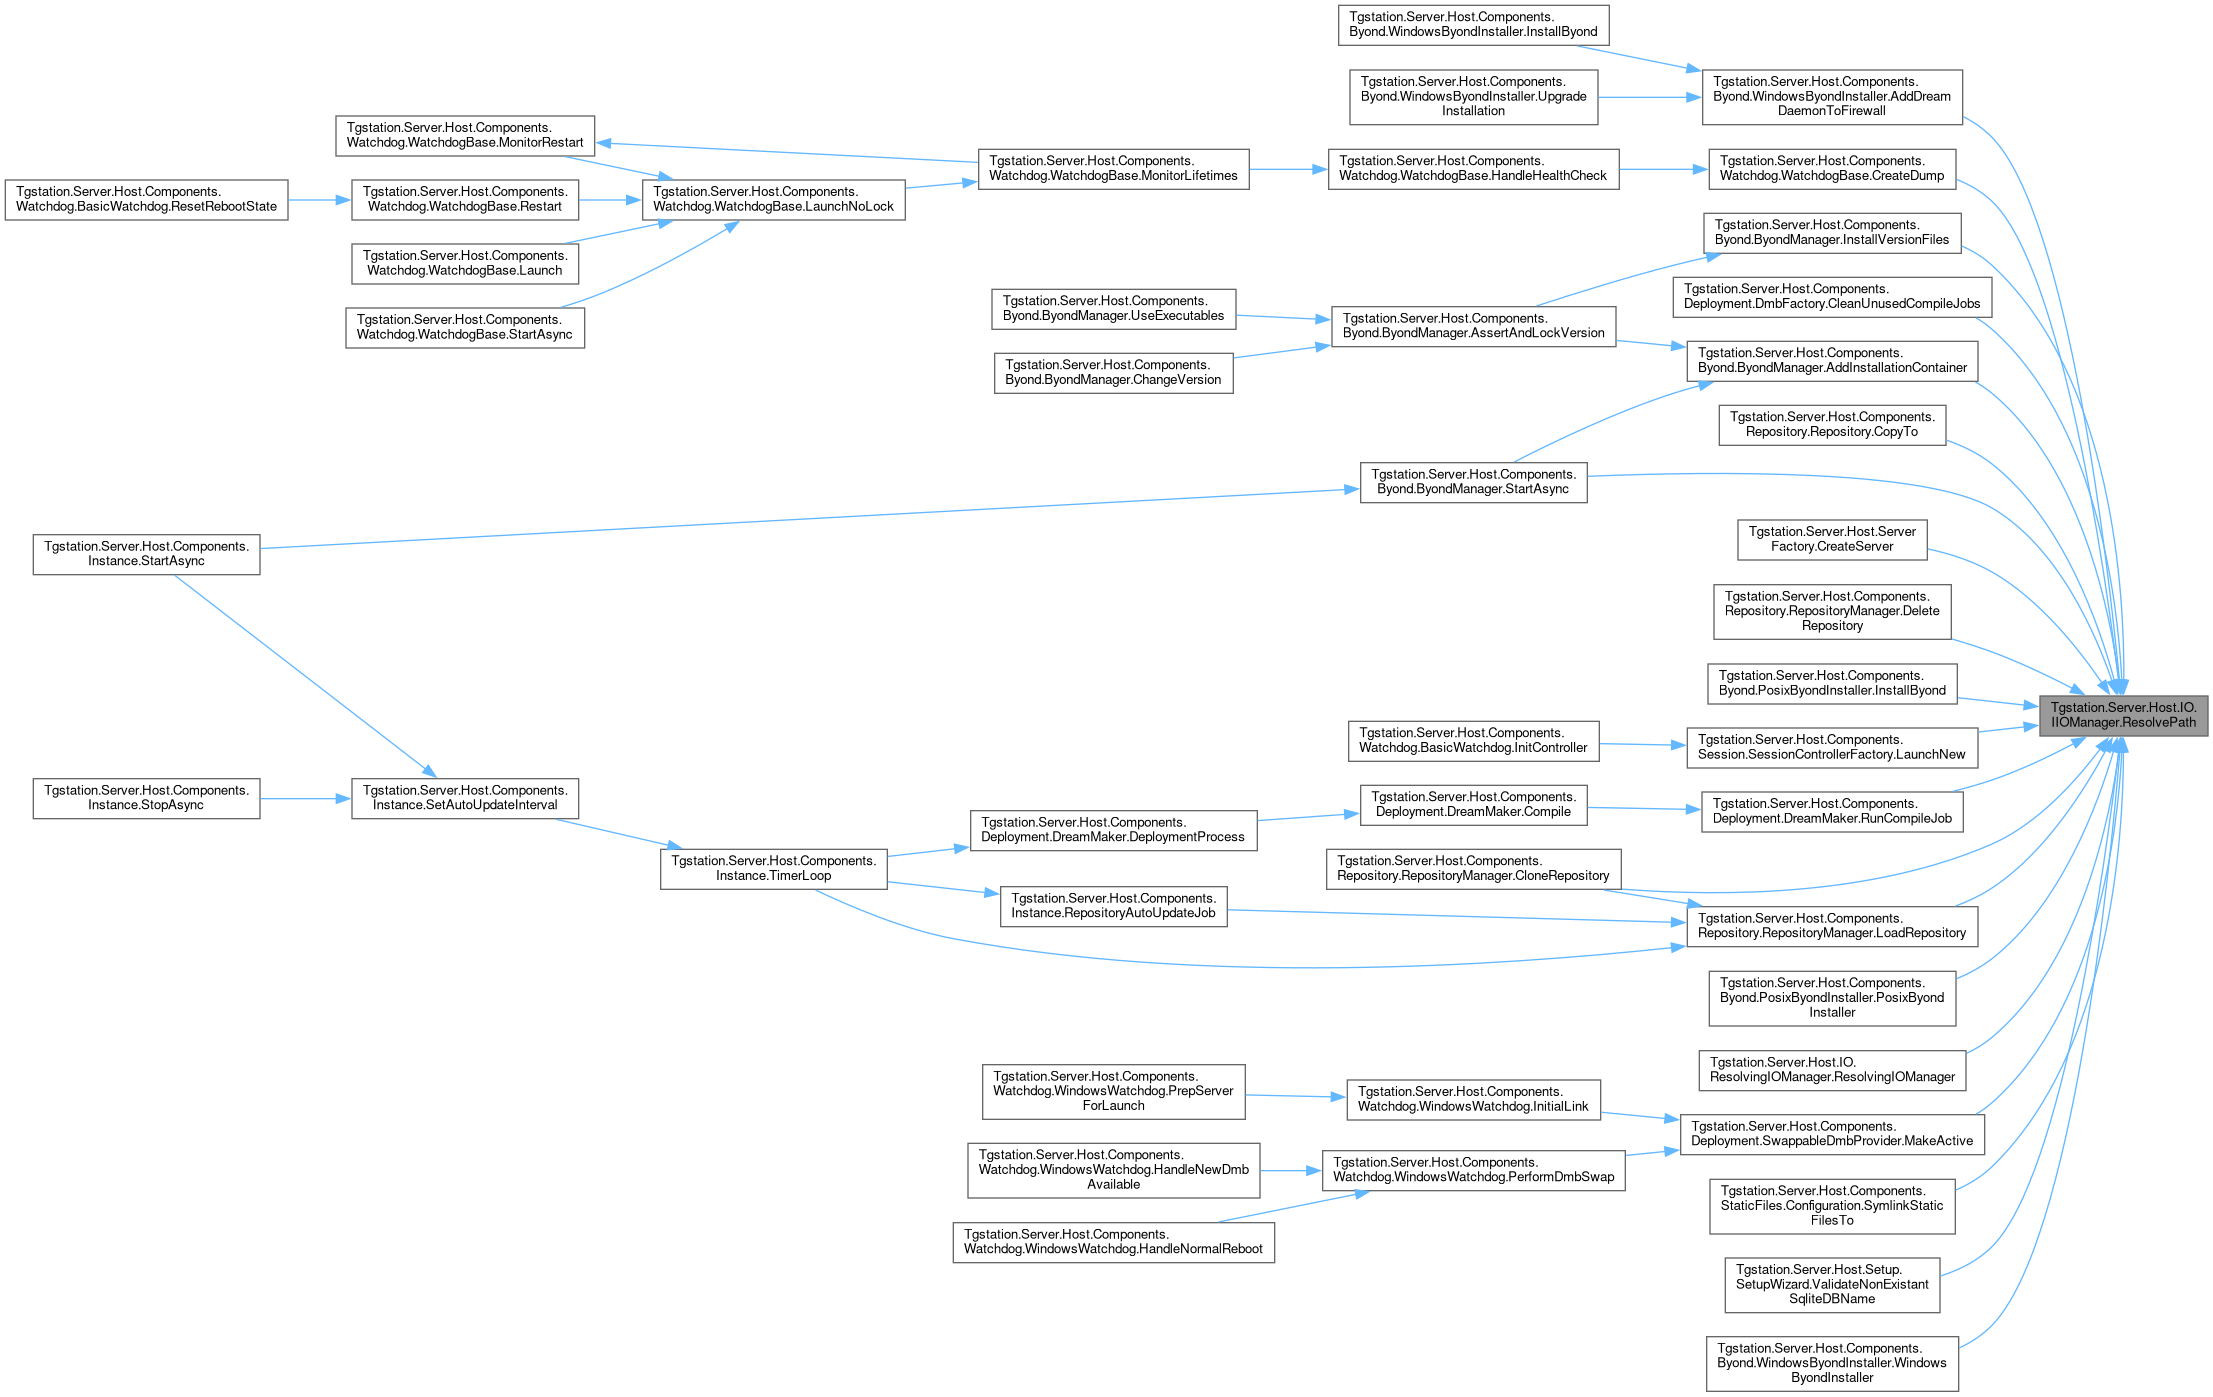 Tgstation.Server.Host.Components.
Byond.WindowsByondInstaller.InstallByond
Tgstation.Server.Host.Components.
Byond.WindowsByondInstaller.Upgrade
Installation
Tgstation.Server.Host.Components.
Byond.WindowsByondInstaller.AddDream
DaemonToFirewall
Tgstation.Server.Host.Components.
Watchdog.WatchdogBase.MonitorRestart
Tgstation.Server.Host.Components.
Watchdog.WatchdogBase.MonitorLifetimes
Tgstation.Server.Host.Components.
Watchdog.WatchdogBase.HandleHealthCheck
Tgstation.Server.Host.Components.
Watchdog.WatchdogBase.CreateDump
Tgstation.Server.Host.Components.
Watchdog.BasicWatchdog.ResetRebootState
Tgstation.Server.Host.Components.
Watchdog.WatchdogBase.Restart
Tgstation.Server.Host.Components.
Watchdog.WatchdogBase.LaunchNoLock
Tgstation.Server.Host.Components.
Watchdog.WatchdogBase.Launch
Tgstation.Server.Host.Components.
Watchdog.WatchdogBase.StartAsync
Tgstation.Server.Host.Components.
Byond.ByondManager.InstallVersionFiles
Tgstation.Server.Host.Components.
Deployment.DmbFactory.CleanUnusedCompileJobs
Tgstation.Server.Host.Components.
Byond.ByondManager.UseExecutables
Tgstation.Server.Host.Components.
Byond.ByondManager.AssertAndLockVersion
Tgstation.Server.Host.Components.
Byond.ByondManager.ChangeVersion
Tgstation.Server.Host.Components.
Byond.ByondManager.AddInstallationContainer
Tgstation.Server.Host.Components.
Repository.Repository.CopyTo
Tgstation.Server.Host.Components.
Byond.ByondManager.StartAsync
Tgstation.Server.Host.Components.
Instance.StartAsync
Tgstation.Server.Host.Server
Factory.CreateServer
Tgstation.Server.Host.Components.
Repository.RepositoryManager.Delete
Repository
Tgstation.Server.Host.Components.
Byond.PosixByondInstaller.InstallByond
Tgstation.Server.Host.IO.
IIOManager.ResolvePath
Tgstation.Server.Host.Components.
Watchdog.BasicWatchdog.InitController
Tgstation.Server.Host.Components.
Session.SessionControllerFactory.LaunchNew
Tgstation.Server.Host.Components.
Instance.StopAsync
Tgstation.Server.Host.Components.
Instance.SetAutoUpdateInterval
Tgstation.Server.Host.Components.
Deployment.DreamMaker.DeploymentProcess
Tgstation.Server.Host.Components.
Deployment.DreamMaker.Compile
Tgstation.Server.Host.Components.
Deployment.DreamMaker.RunCompileJob
Tgstation.Server.Host.Components.
Instance.TimerLoop
Tgstation.Server.Host.Components.
Repository.RepositoryManager.CloneRepository
Tgstation.Server.Host.Components.
Instance.RepositoryAutoUpdateJob
Tgstation.Server.Host.Components.
Repository.RepositoryManager.LoadRepository
Tgstation.Server.Host.Components.
Byond.PosixByondInstaller.PosixByond
Installer
Tgstation.Server.Host.IO.
ResolvingIOManager.ResolvingIOManager
Tgstation.Server.Host.Components.
Watchdog.WindowsWatchdog.PrepServer
ForLaunch
Tgstation.Server.Host.Components.
Watchdog.WindowsWatchdog.InitialLink
Tgstation.Server.Host.Components.
Deployment.SwappableDmbProvider.MakeActive
Tgstation.Server.Host.Components.
Watchdog.WindowsWatchdog.HandleNewDmb
Available
Tgstation.Server.Host.Components.
Watchdog.WindowsWatchdog.PerformDmbSwap
Tgstation.Server.Host.Components.
Watchdog.WindowsWatchdog.HandleNormalReboot
Tgstation.Server.Host.Components.
StaticFiles.Configuration.SymlinkStatic
FilesTo
Tgstation.Server.Host.Setup.
SetupWizard.ValidateNonExistant
SqliteDBName
Tgstation.Server.Host.Components.
Byond.WindowsByondInstaller.Windows
ByondInstaller